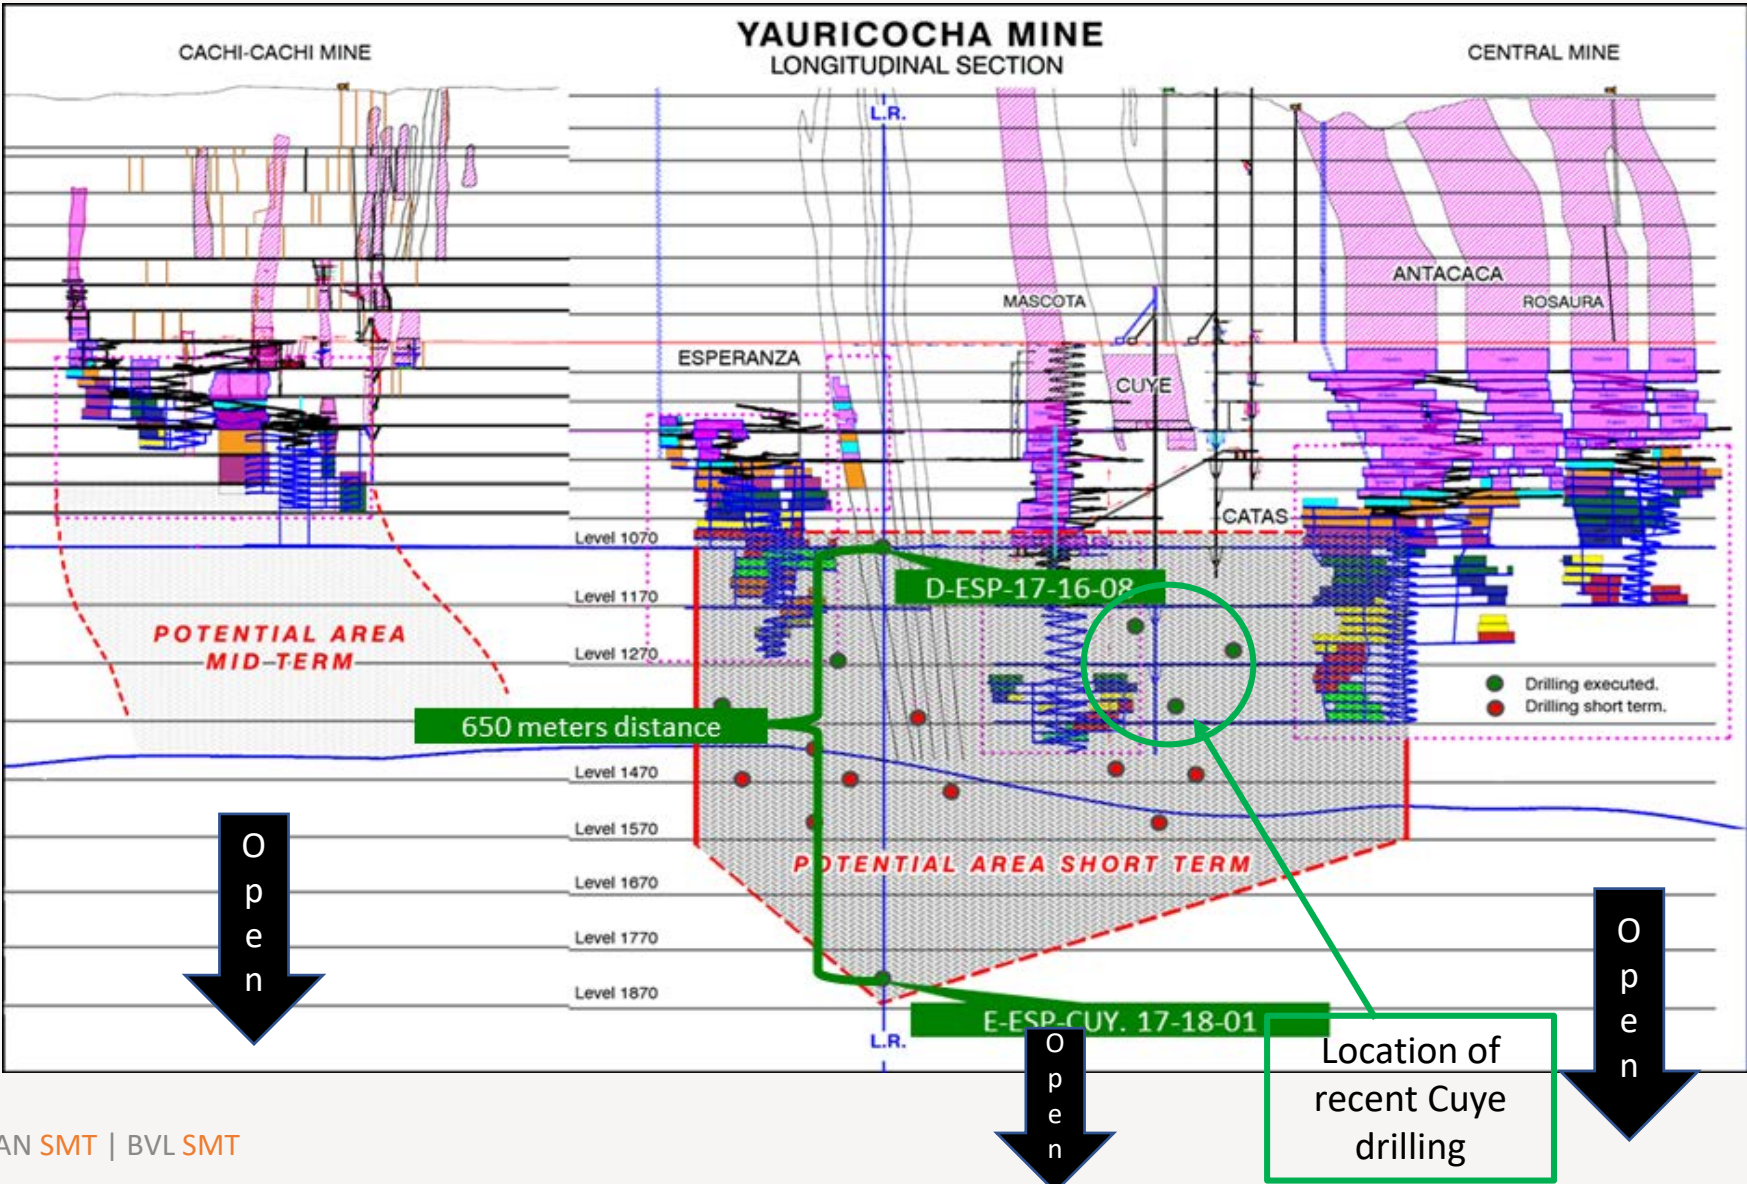 YAURICOCHA MINE
LONGITUDINAL SECTION
CACHI-CACHI MINE
CENTRAL MINE
L.R.
ANTACACA
MASCOTA
ROSAURA
ESPERANZA
CUYE
CATAS
Level 1070
D-ESP-17-16-08
Level 1170
POTENTIAL AREA
MID TERM
Level 1270
Drilling executed.
Drilling short term.
650 meters distance
Level 1470
Level 1570
POTENTIAL AREA SHORT TERM
Level 1670
Level 1770
Level 1870
E-ESP-CUY. 17-18-01
L.R.
Open
Open
Open
Location of
recent Cuye
drilling
AN SMT | BVL SMT